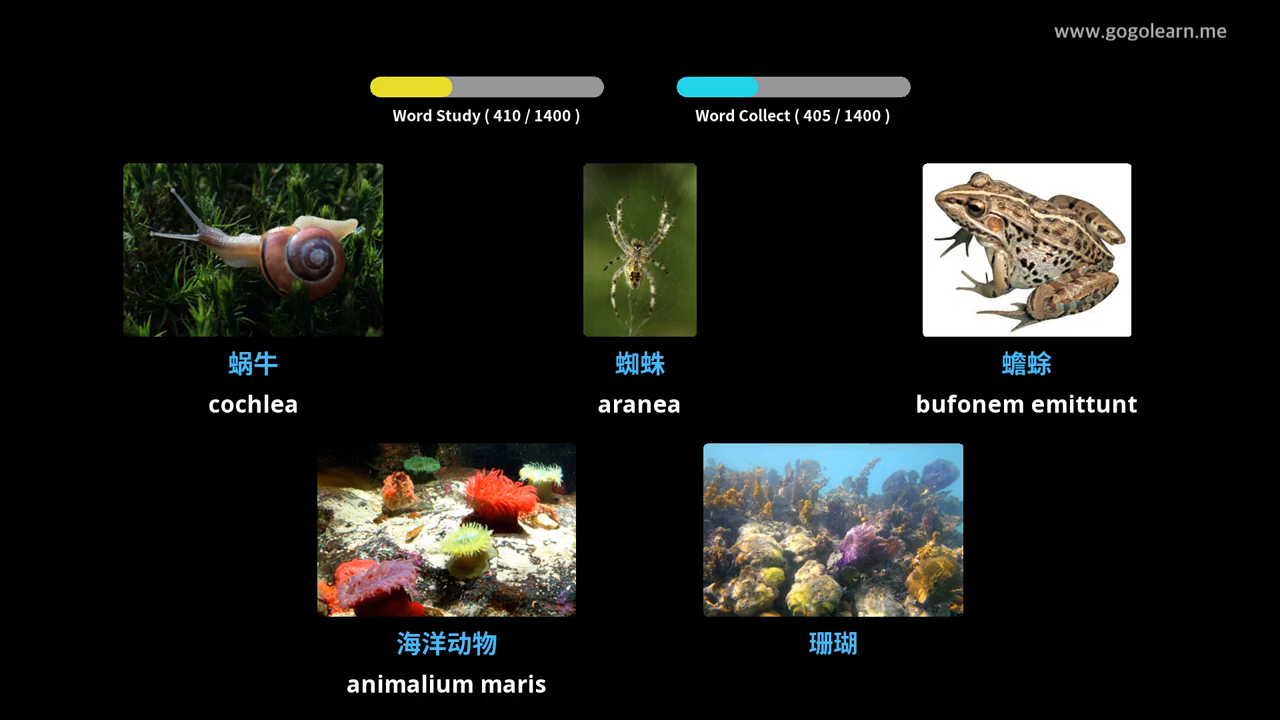 www.gogolearn.me
Word Study ( 410 / 1400 )
Word Collect ( 405 / 1400 )
蜗牛
cochlea
蜘蛛
aranea
蟾蜍
bufonem emittunt
海洋动物
animalium maris
珊瑚